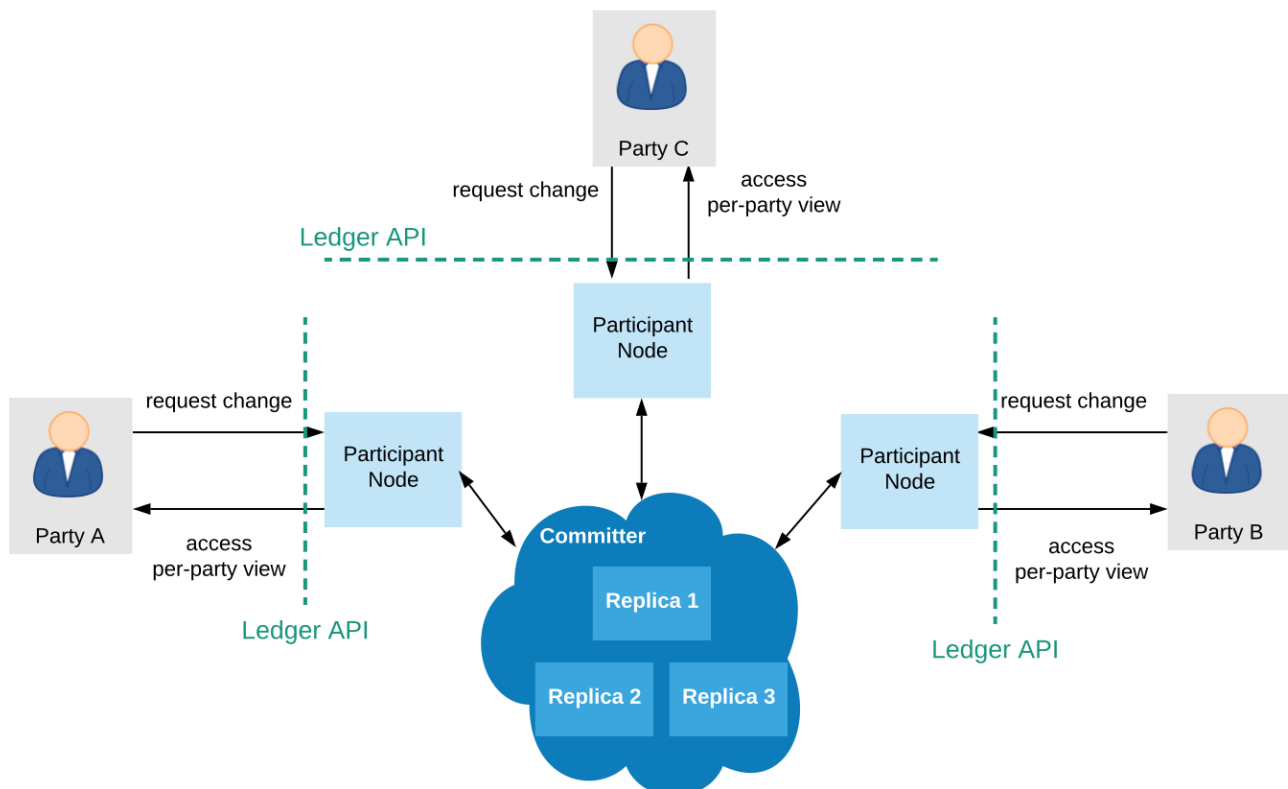 Party C
request change
access
per-party view
Ledger API
Participant
Node
request change
Party A
access
per-party view
Ledger API
Participant
Node
Participant
Node
request change
Party B
access
per-party view
Ledger API
Committer
Replica 1
Replica 2
Replica 3